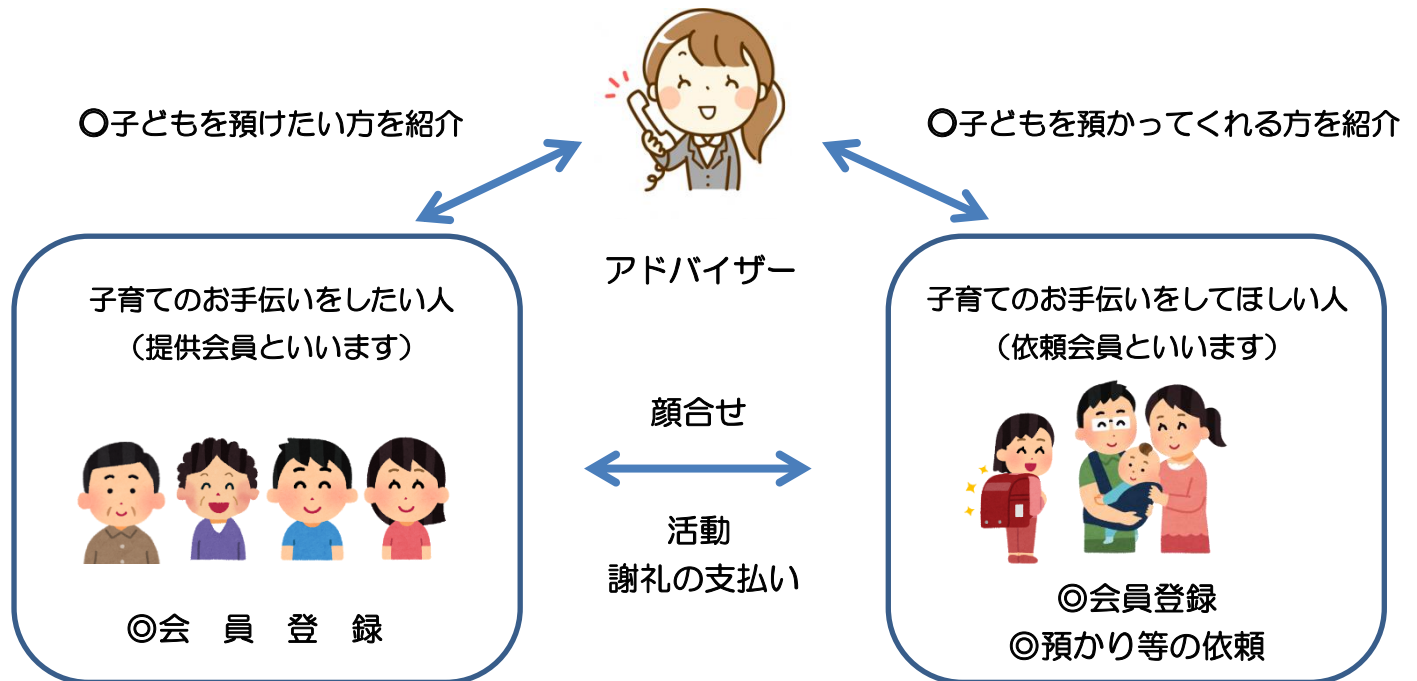 〇子どもを預けたい方を紹介
〇子どもを預かってくれる方を紹介
アドバイザー
子育てのお手伝いをしたい人
（提供会員といいます）
◎会　員　登　録
顔合せ
活動
謝礼の支払い
子育てのお手伝いをしてほしい人
（依頼会員といいます）
◎会員登録
◎預かり等の依頼